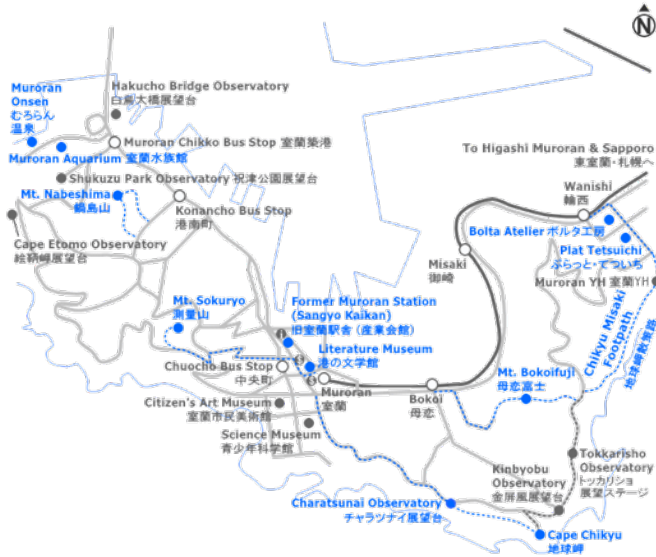 N
Hakucho Bridge Observatory
白鳥大橋展望台
Muroran
Onsen
むろらん
温泉
Muroran Chikko Bus Stop 室蘭築港
Muroran Aquarium 室蘭水族館
To Higashi Muroran & Sapporo
東室蘭・札幌へ
Shukuzu Park Observatory 祝津公園展望台
Mt. Nabeshima
鍋島山
Wanishi
輪西
Konancho Bus Stop
港南町
Bolta Atelier ボルタ工房
Cape Etomo Observatory
絵鞆岬展望台
Plat Tetsuichi
ぷらっと・てついち
Misaki
御崎
Muroran YH 室蘭YH
Mt. Sokuryo
測量山
Former Muroran Station
(Sangyo Kaikan)
旧室蘭駅舎 (産東会館)
Chikyu Misaki
Footpath
地球岬散策路
Literature Museum
港の文学館
Chuocho Bus Stop
中央町
Mt. Bokoifuji
母恋富士
Muroran
室蘭
Bokoi
母恋
Citizen's Art Museum
室蘭市民美術館
Science Museum
青少年科学館
Tokkarisho
Observatory
トッカリショ
展望ステージ
Kinbyobu
Observatory
金屏風展望台
Charatsunai Observatory
チャラツナイ展望台
Cape Chikyu
地球岬